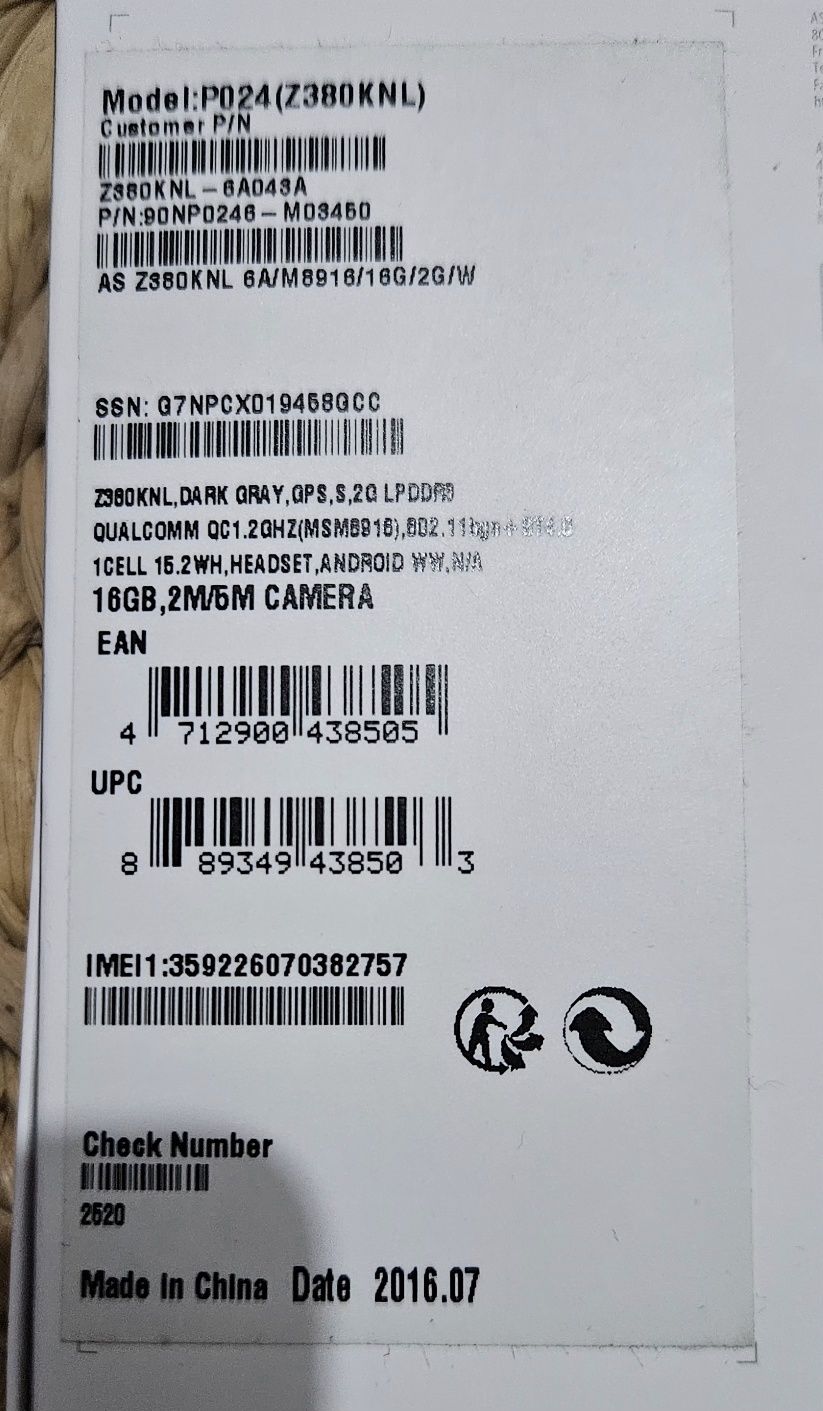 Model:P024(Z380KNL)
Customer P/N
Z380KNL-6A043A
P/N:90NP0246-M03450
AS Z380KNL 6A/M8916/16G/2G/W
SSN: G7NPCX019458GCC
Z380KNL,DARK GRAY,GPS,S,2G LPDDR3
QUALCOMM QC1.2GHZ(MSM8916),802.11bgn+ BT4.0
1CELL 15.2WH,HEADSET,ANDROID WW,N/A
16GB,2M/5M CAMERA
EAN
4 712900 438505
UPC
8 89349 43850 3
IMEI1:359226070382757
Check Number
2520
Made in China Date 2016.07